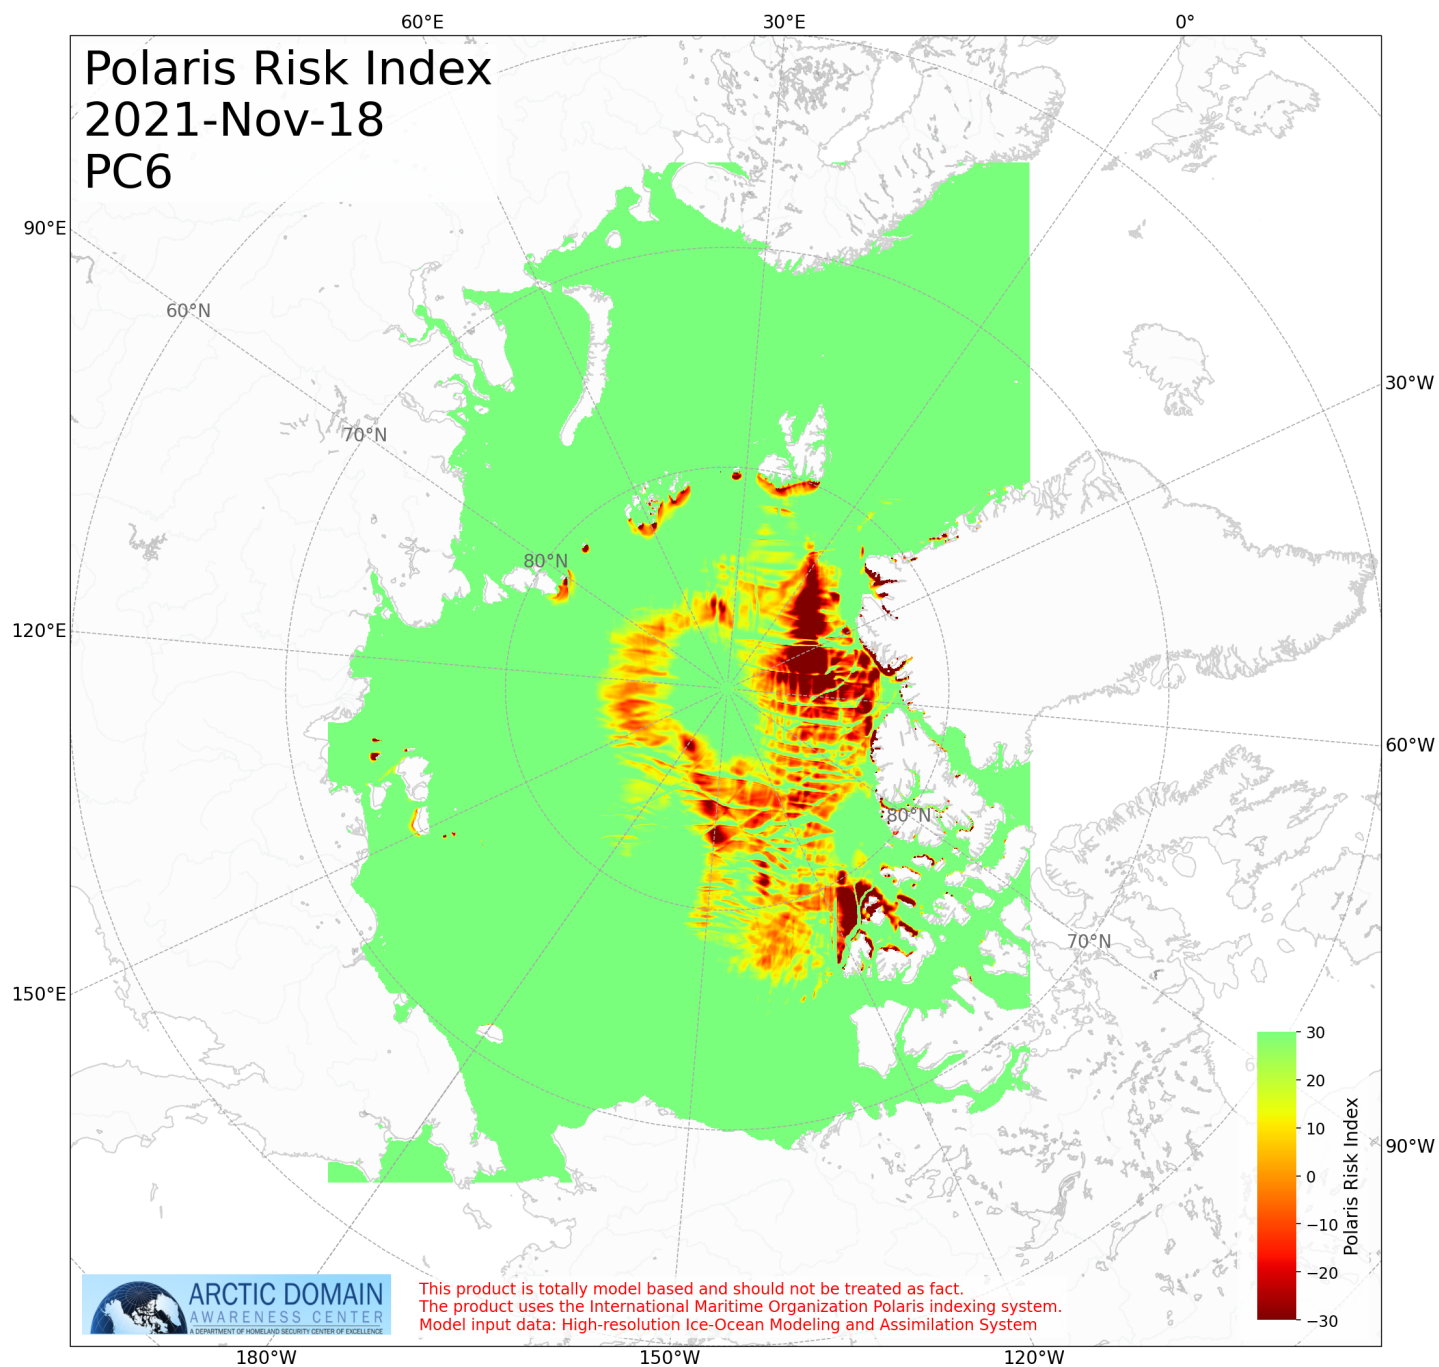 60°E 30°E 0°
Polaris Risk Index
2021-Nov-18
PC6
90°E
60°N
30°W
70°N
80°N
120°E
60°W
80°N
70°N
150°E
30
20
10
0
−10
−20
−30
Polaris Risk Index
90°W
ARCTIC DOMAIN
AWARENESS CENTER
A DEPARTMENT OF HOMELAND SECURITY CENTER OF EXCELLENCE
This product is totally model based and should not be treated as fact.
The product uses the International Maritime Organization Polaris indexing system.
Model input data: High-resolution Ice-Ocean Modeling and Assimilation System
180°W 150°W 120°W